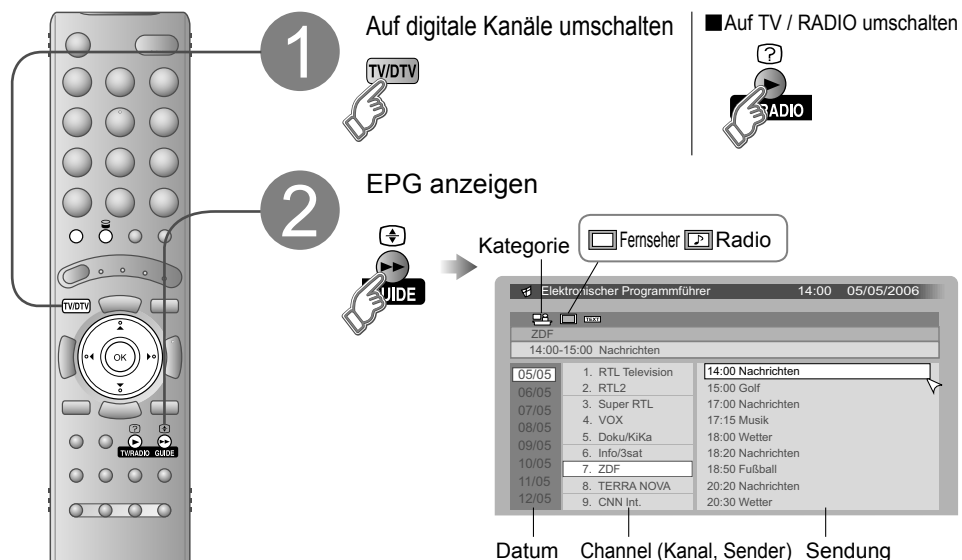 1 Auf digitale Kanäle umschalten
TV/DTV
■Auf TV / RADIO umschalten
?
RADIO
2 EPG anzeigen
GUIDE
Kategorie
Fernseher Radio
Elektronischer Programmführer 14:00 05/05/2006
TEXT
ZDF
14:00-15:00 Nachrichten
05/05
06/05
07/05
08/05
09/05
10/05
11/05
12/05
1. RTL Television
2. RTL2
3. Super RTL
4. VOX
5. Doku/KiKa
6. Info/3sat
7. ZDF
8. TERRA NOVA
9. CNN Int.
14:00 Nachrichten
15:00 Golf
17:00 Nachrichten
17:15 Musik
18:00 Wetter
18:20 Nachrichten
18:50 Fußball
20:20 Nachrichten
20:30 Wetter
Datum Channel (Kanal, Sender) Sendung
TV/DTV
OK
?
TV/RADIO GUIDE